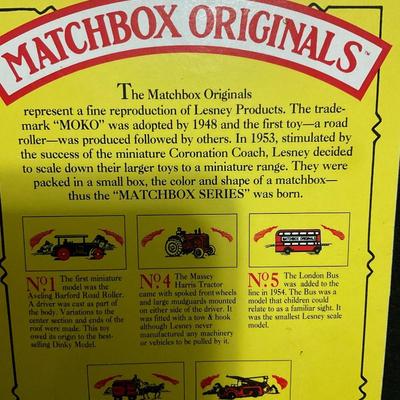 MATCHBOX ORIGINALS™
The Matchbox Originals
represent a fine reproduction of Lesney Products. The trade-
mark "MOKO" was adopted by 1948 and the first toy—a road
roller—was produced followed by others. In 1953, stimulated by
the success of the miniature Coronation Coach, Lesney decided
to scale down their larger toys to a miniature range. They were
packed in a small box, the color and shape of a matchbox—
thus the "MATCHBOX SERIES" was born.
No1 The first miniature
model was the
Aveling Barford Road Roller.
A driver was cast as part of
the body. Variations to the
center section and ends of
the roof were made. This toy
owed its origin to the best-
selling Dinky Model.
No4 The Massey
Harris Tractor
came with spoked front wheels
and large mudguards mounted
on either side of the driver. It
was fitted with a tow & hook
although Lesney never
manufactured any machinery
or vehicles to be pulled by it.
MATCHBOX ORIGINALS
No5 The London Bus
was added to the
line in 1954. The Bus was a
model that children could
relate to as a familiar sight. It
was the smallest Lesney scale
model.